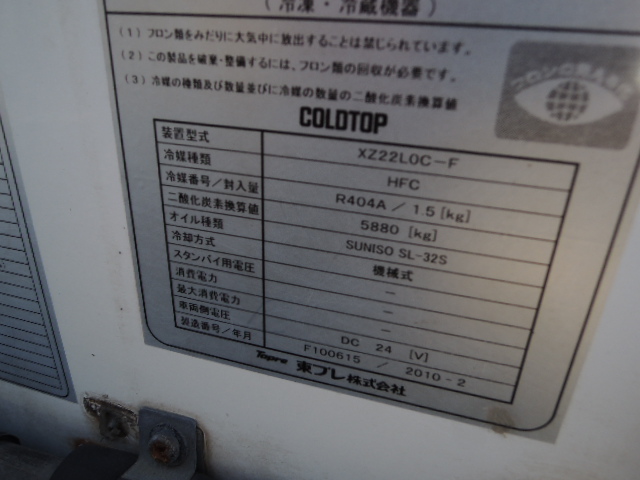 （冷凍・冷蔵機器）
(1) フロン類をみだりに大気中に放出することは禁じられています。
(2) この製品を破棄・整備するには、フロン類の回収が必要です。
(3) 冷媒の種類及び数量並びに冷媒の数量の二酸化炭素換算値
COLDTOP
装置型式 XZ22L0C-F
冷媒種類 HFC
冷媒番号／封入量 R404A / 1.5 [kg]
二酸化炭素換算値 5880 [kg]
オイル種類 SUNISO SL-32S
冷却方式 機械式
スタンバイ用電圧 -
消費電力 -
最大消費電力 -
車両側電圧 DC 24 [V]
製造番号／年月 F100615 / 2010-2
Topre 東プレ株式会社